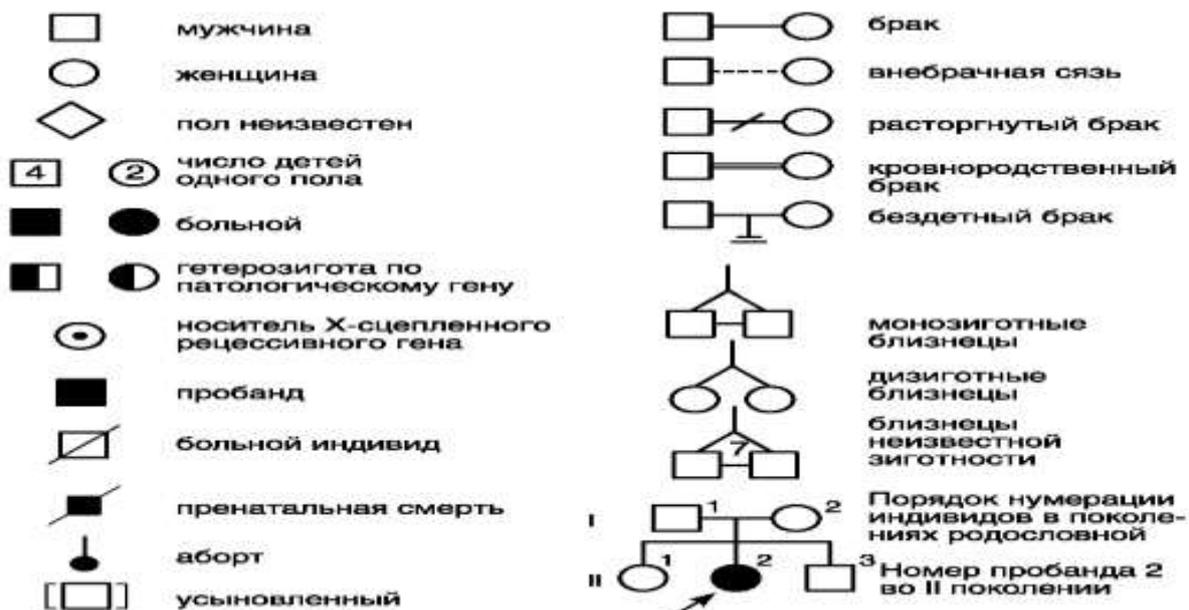 мужчина
женщина
пол неизвестен
4 2 число детей
одного пола
больной
гетерозигота по
патологическому гену
носитель Х-сцепленного
рецессивного гена
пробанд
больной индивид
пренатальная смерть
аборт
[ ] усыновленный
брак
внебрачная сязь
расторгнутый брак
кровнородственный
брак
бездетный брак
монозиготные
близнецы
дизиготные
близнецы
близнецы
7 неизвестной
зиготности
I 1 2 Порядок нумерации
индивидов в поколе-
ниях родословной
II 1 2 3 Номер пробанда 2
во II поколении